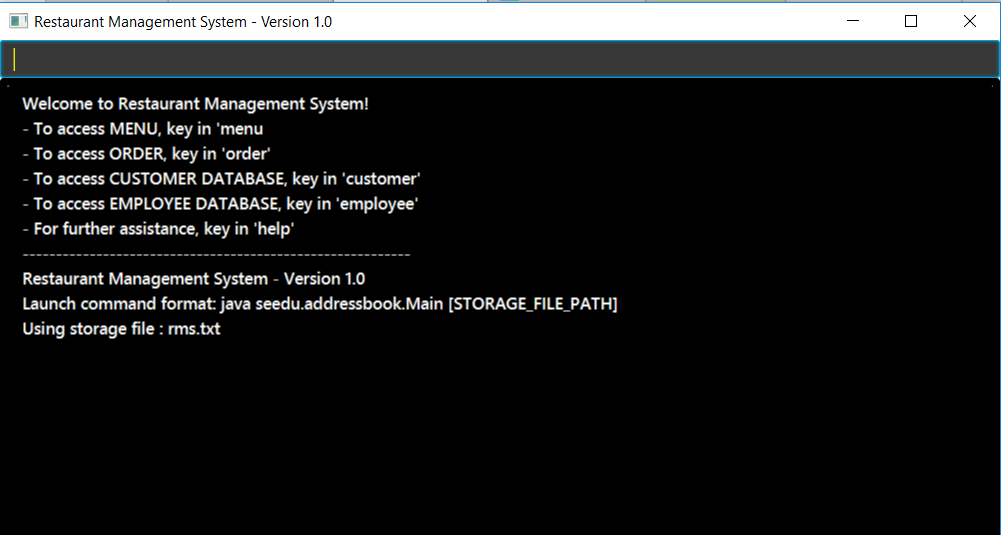 Restaurant Management System - Version 1.0
Welcome to Restaurant Management System!
- To access MENU, key in 'menu
- To access ORDER, key in 'order'
- To access CUSTOMER DATABASE, key in 'customer'
- To access EMPLOYEE DATABASE, key in 'employee'
- For further assistance, key in 'help'
----------------------------------------------------------
Restaurant Management System - Version 1.0
Launch command format: java seedu.addressbook.Main [STORAGE_FILE_PATH]
Using storage file : rms.txt